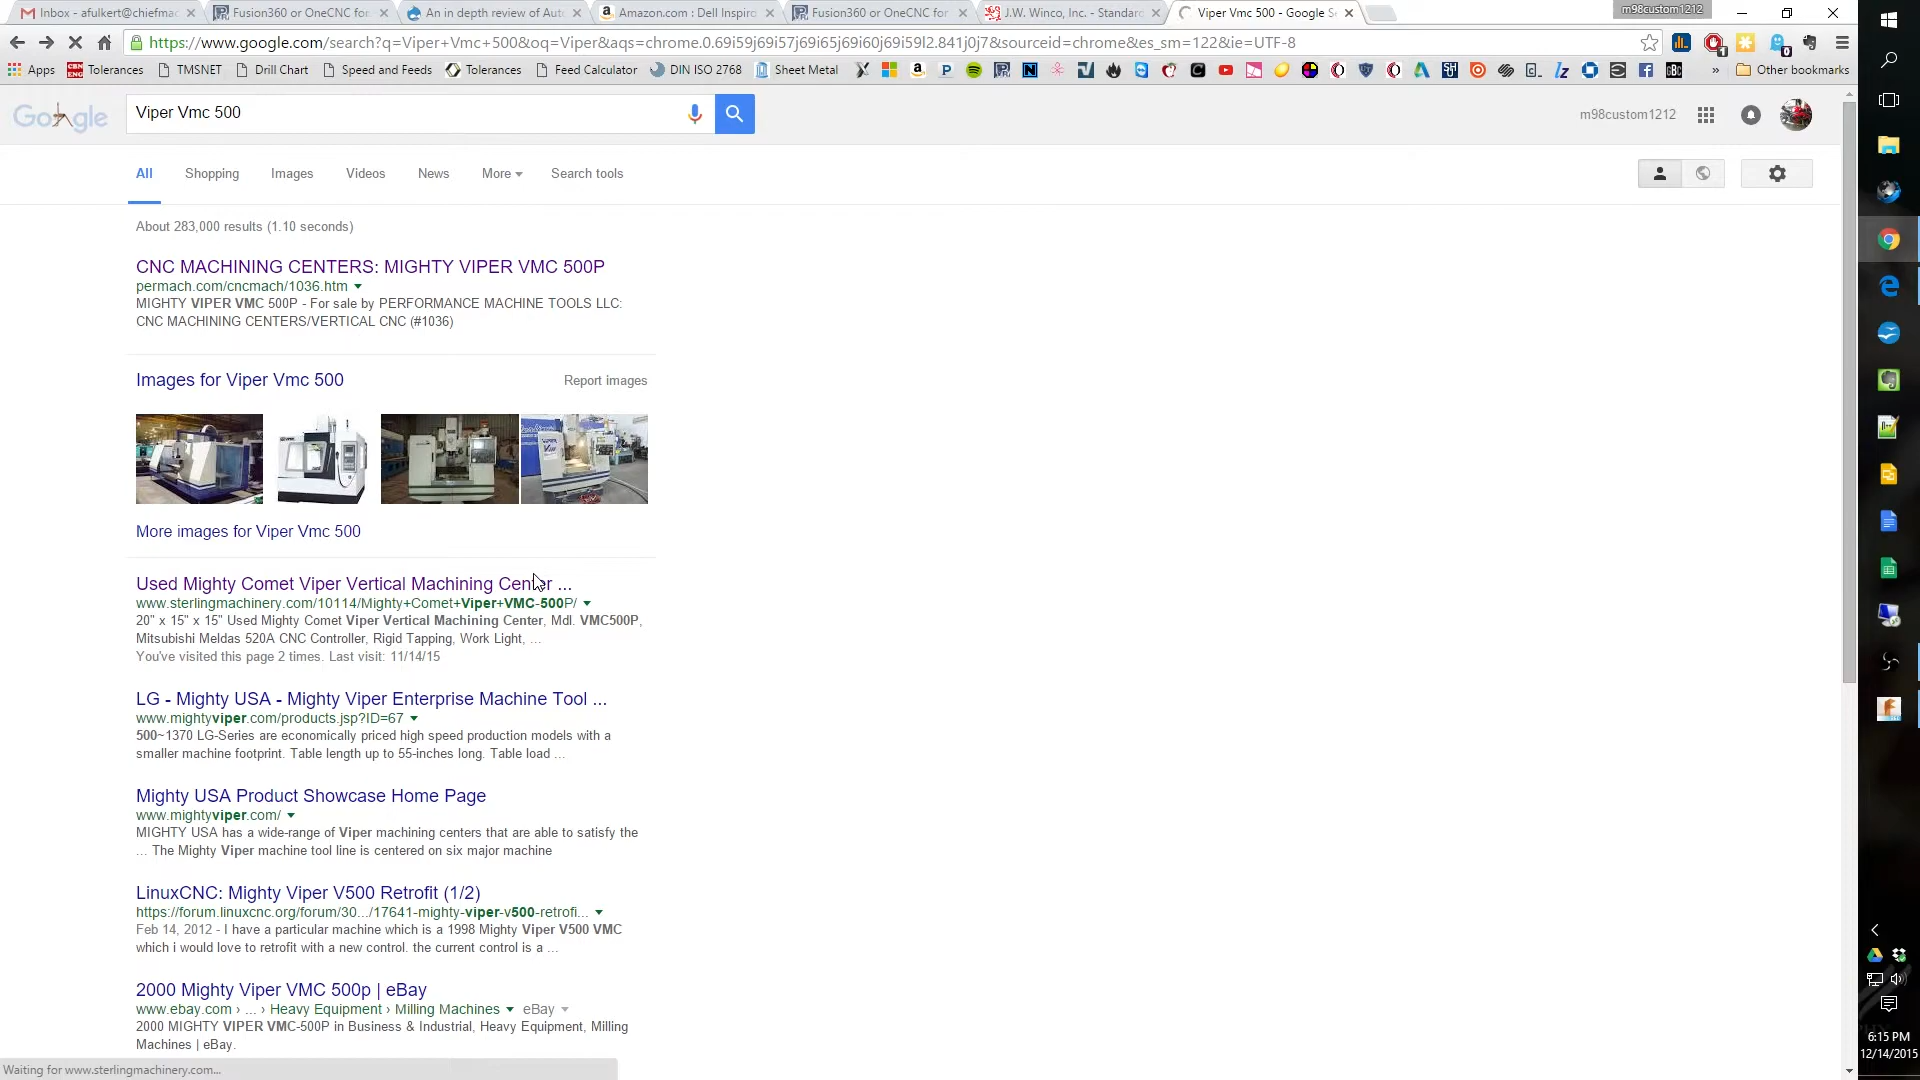 Inbox - afulkert@chiefmac
Fusion360 or OneCNC for
An in depth review of Aut
Amazon.com : Dell Inspiro
Fusion360 or OneCNC for
J.W. Winco, Inc. - Standard
Viper Vmc 500 - Google Se
m98custom1212
https://www.google.com/search?q=Viper+Vmc+500&oq=Viper&aqs=chrome.0.69i59j69i57j69i65j69i60j69i59l2.841j0j7&sourceid=chrome&es_sm=122&ie=UTF-8
Apps
Tolerances
TMSNET
Drill Chart
Speed and Feeds
Tolerances
Feed Calculator
DIN ISO 2768
Sheet Metal
» Other bookmarks
Google
Viper Vmc 500
m98custom1212
All
Shopping
Images
Videos
News
More
Search tools
About 283,000 results (1.10 seconds)
CNC MACHINING CENTERS: MIGHTY VIPER VMC 500P
permach.com/cncmach/1036.htm
MIGHTY VIPER VMC 500P - For sale by PERFORMANCE MACHINE TOOLS LLC:
CNC MACHINING CENTERS/VERTICAL CNC (#1036)
Images for Viper Vmc 500
Report images
More images for Viper Vmc 500
Used Mighty Comet Viper Vertical Machining Center ...
www.sterlingmachinery.com/10114/Mighty+Comet+Viper+VMC-500P/
20" x 15" x 15" Used Mighty Comet Viper Vertical Machining Center, Mdl. VMC500P,
Mitsubishi Meldas 520A CNC Controller, Rigid Tapping, Work Light, ...
You've visited this page 2 times. Last visit: 11/14/15
LG - Mighty USA - Mighty Viper Enterprise Machine Tool ...
www.mightyviper.com/products.jsp?ID=67
500~1370 LG-Series are economically priced high speed production models with a
smaller machine footprint. Table length up to 55-inches long. Table load ...
Mighty USA Product Showcase Home Page
www.mightyviper.com/
MIGHTY USA has a wide-range of Viper machining centers that are able to satisfy the
... The Mighty Viper machine tool line is centered on six major machine
LinuxCNC: Mighty Viper V500 Retrofit (1/2)
https://forum.linuxcnc.org/forum/30.../17641-mighty-viper-v500-retrofi...
Feb 14, 2012 - I have a particular machine which is a 1998 Mighty Viper V500 VMC
which i would love to retrofit with a new control. the current control is a ...
2000 Mighty Viper VMC 500p | eBay
www.ebay.com › ... › Heavy Equipment › Milling Machines eBay
2000 MIGHTY VIPER VMC-500P in Business & Industrial, Heavy Equipment, Milling
Machines | eBay.
Waiting for www.sterlingmachinery.com...
6:15 PM
12/14/2015